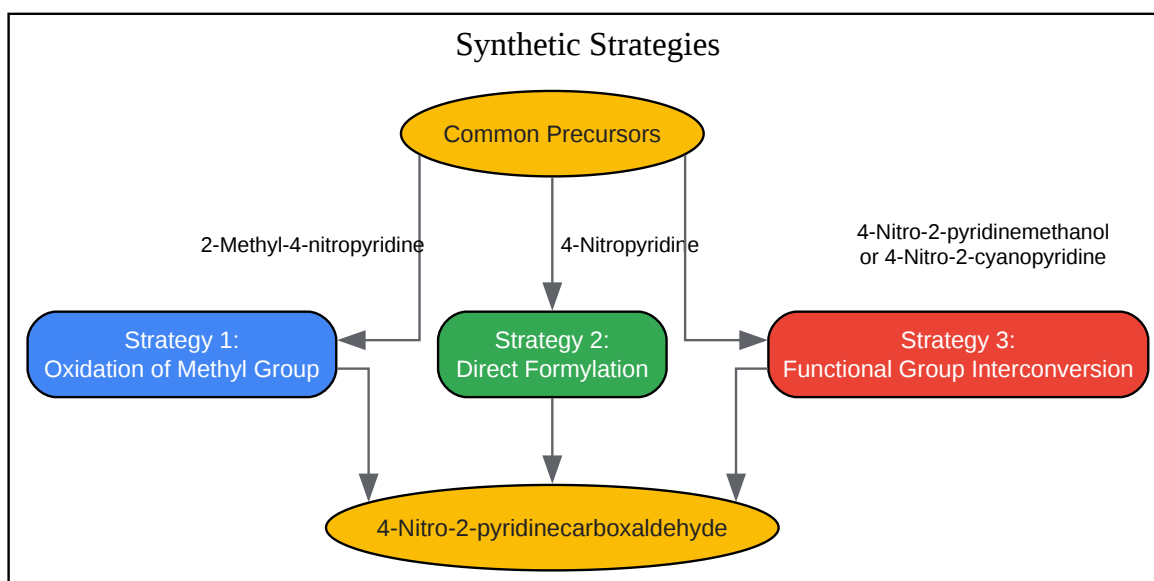 Synthetic Strategies
Common Precursors
2-Methyl-4-nitropyridine
4-Nitropyridine
4-Nitro-2-pyridinemethanol
or 4-Nitro-2-cyanopyridine
Strategy 1:
Oxidation of Methyl Group
Strategy 2:
Direct Formylation
Strategy 3:
Functional Group Interconversion
4-Nitro-2-pyridinecarboxaldehyde